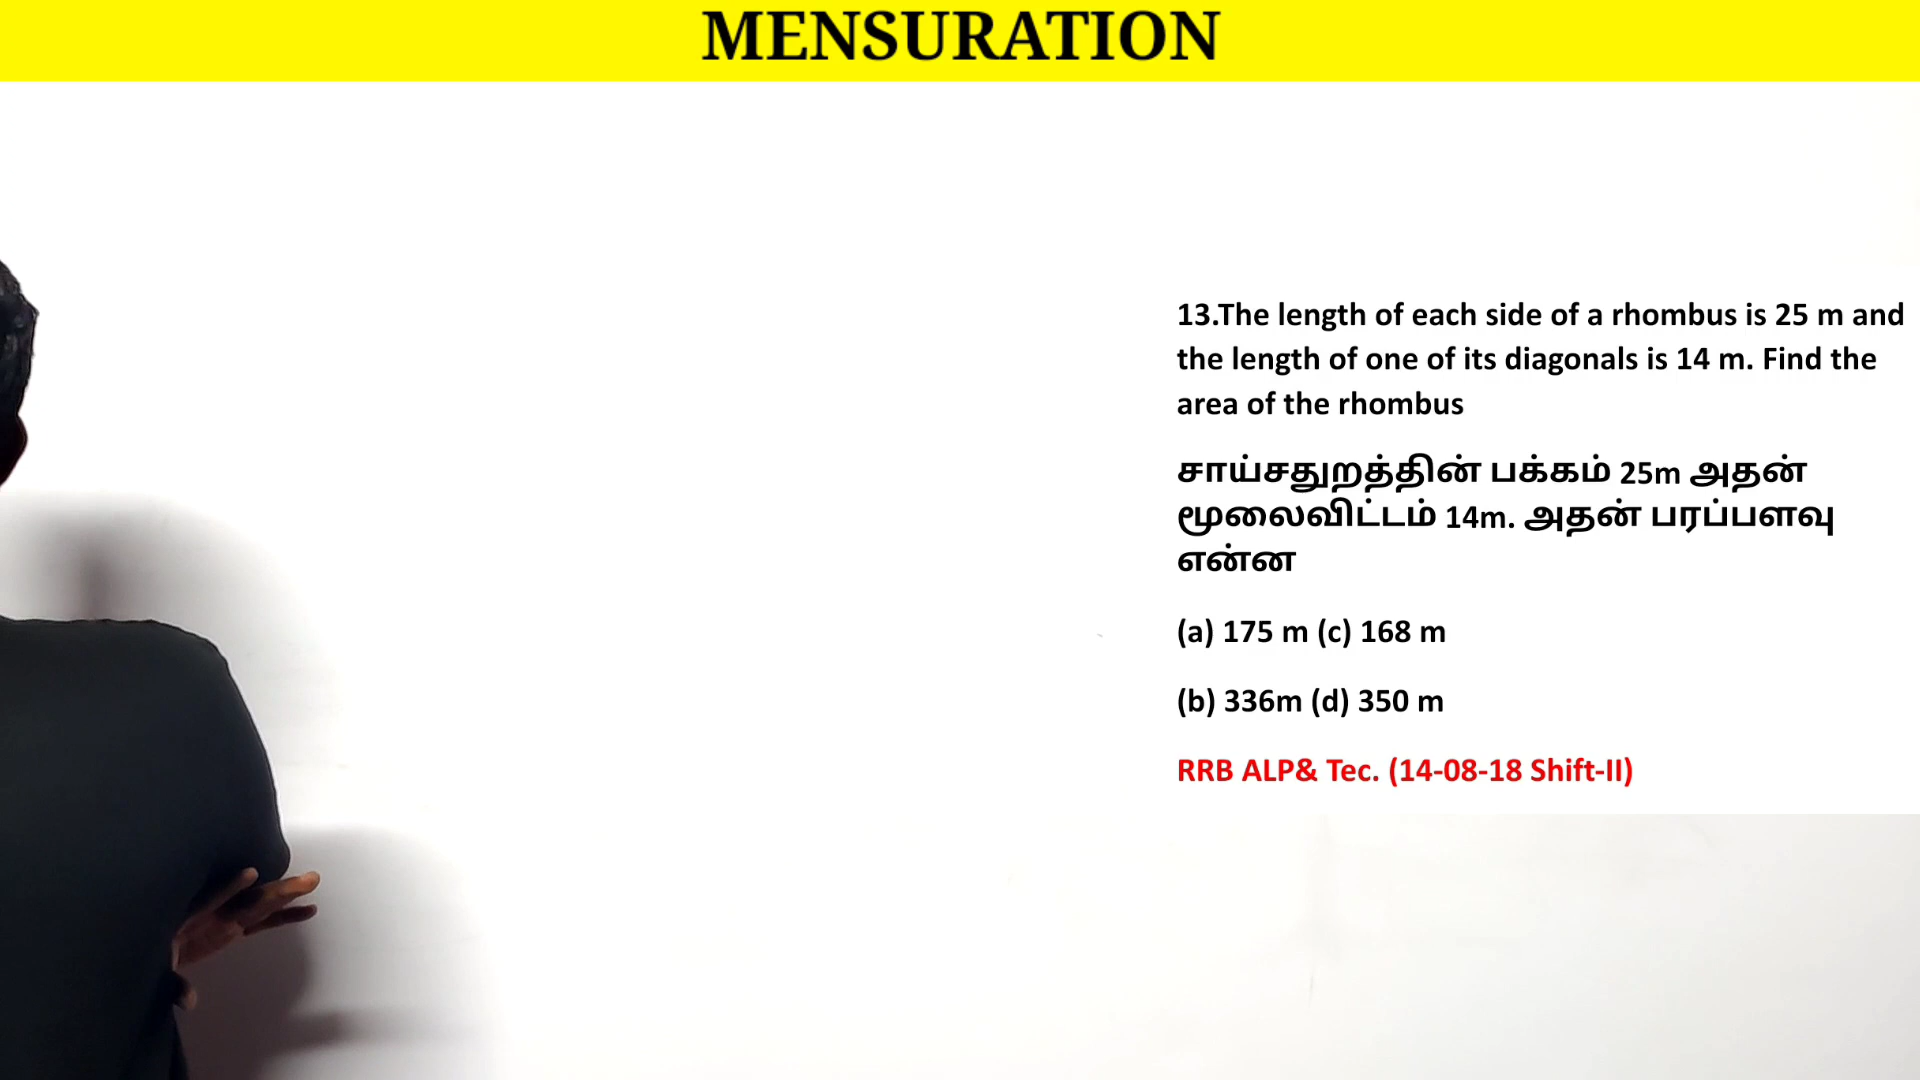 MENSURATION
13.The length of each side of a rhombus is 25 m and
the length of one of its diagonals is 14 m. Find the
area of the rhombus
சாய்சதுறத்தின் பக்கம் 25m அதன்
மூலைவிட்டம் 14m. அதன் பரப்பளவு
என்ன
(a) 175 m (c) 168 m
(b) 336m (d) 350 m
RRB ALP& Tec. (14-08-18 Shift-II)